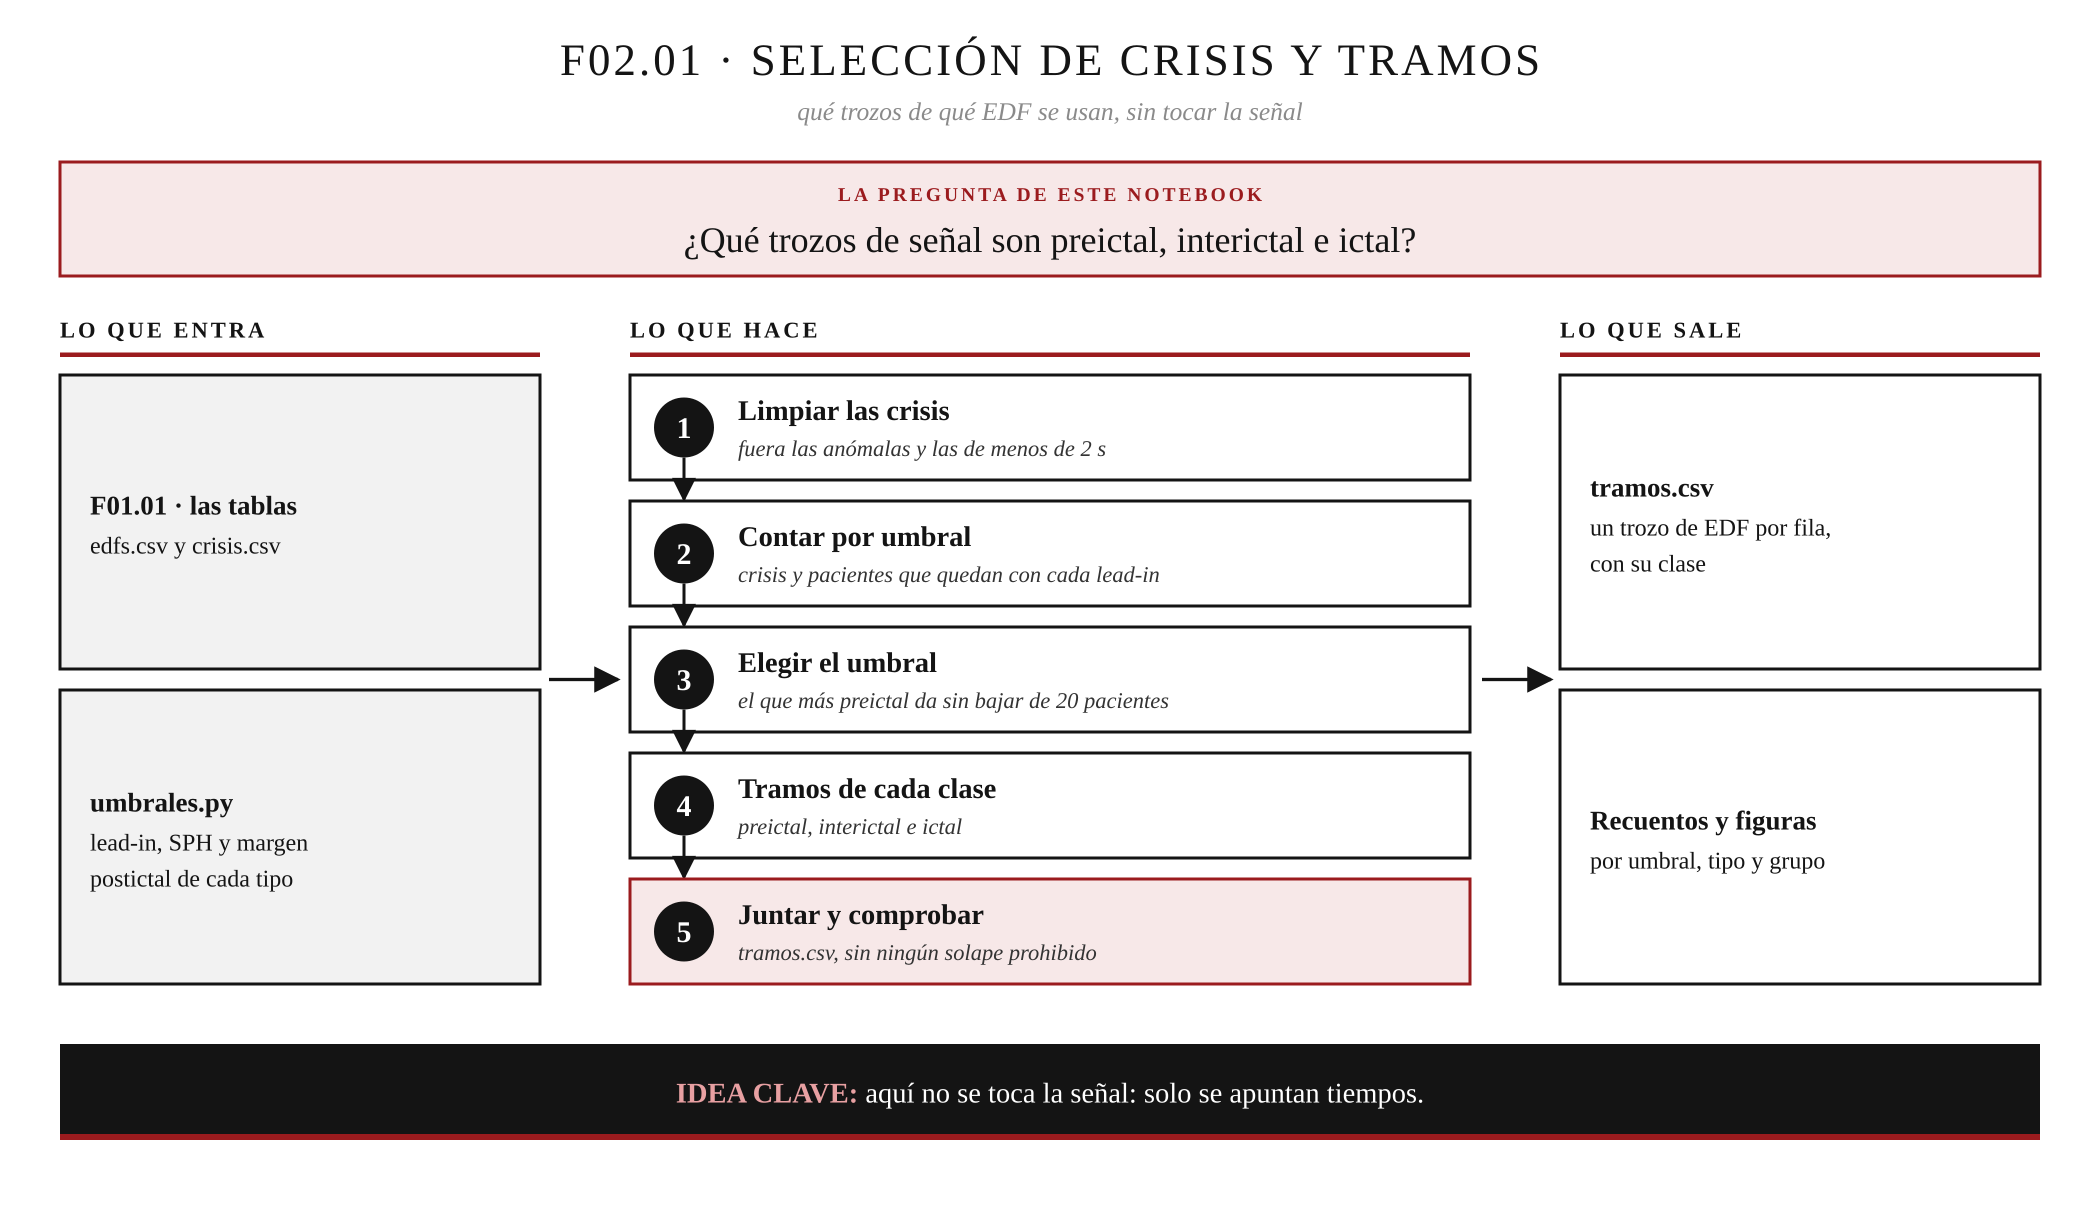 F02.01 · SELECCIÓN DE CRISIS Y TRAMOS
qué trozos de qué EDF se usan, sin tocar la señal
LA PREGUNTA DE ESTE NOTEBOOK
¿Qué trozos de señal son preictal, interictal e ictal?
LO QUE ENTRA
F01.01 · las tablas
edfs.csv y crisis.csv
umbrales.py
lead-in, SPH y margen
postictal de cada tipo
LO QUE HACE
1
Limpiar las crisis
fuera las anómalas y las de menos de 2 s
2
Contar por umbral
crisis y pacientes que quedan con cada lead-in
3
Elegir el umbral
el que más preictal da sin bajar de 20 pacientes
4
Tramos de cada clase
preictal, interictal e ictal
5
Juntar y comprobar
tramos.csv, sin ningún solape prohibido
LO QUE SALE
tramos.csv
un trozo de EDF por fila,
con su clase
Recuentos y figuras
por umbral, tipo y grupo
IDEA CLAVE: aquí no se toca la señal: solo se apuntan tiempos.